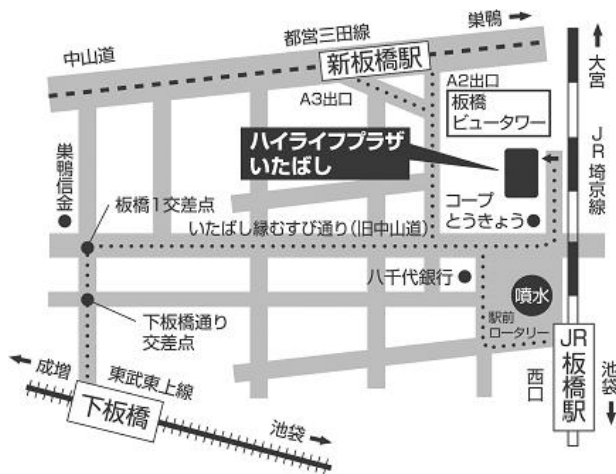 中山道
都営三田線
巣鴨
新板橋駅
A3出口
A2出口
板橋
ビュータワー
大宮
JR埼京線
ハイライフプラザ
いたばし
巣鴨信金
板橋1交差点
コープ
とうきょう
いたばし縁むすび通り(旧中山道)
八千代銀行
噴水
駅前
ロータリー
下板橋通り
交差点
成増
東武東上線
下板橋
池袋
西口
JR
板橋駅
池袋